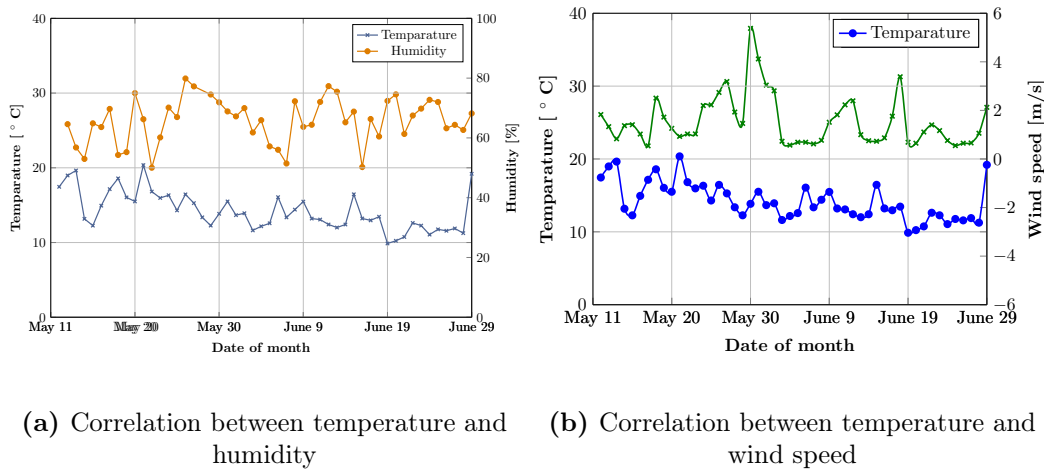 40
30
20
10
0
100
80
60
40
20
0
Temparature [ ° C]
Humidity [%]
Temparature
Humidity
May 11
May 20
May 30
June 9
June 19
June 29
Date of month
(a) Correlation between temperature and
humidity
40
30
20
10
0
6
4
2
0
−2
−4
−6
Temparature [ ° C]
Wind speed [m/s]
Temparature
May 11
May 20
May 30
June 9
June 19
June 29
Date of month
(b) Correlation between temperature and
wind speed